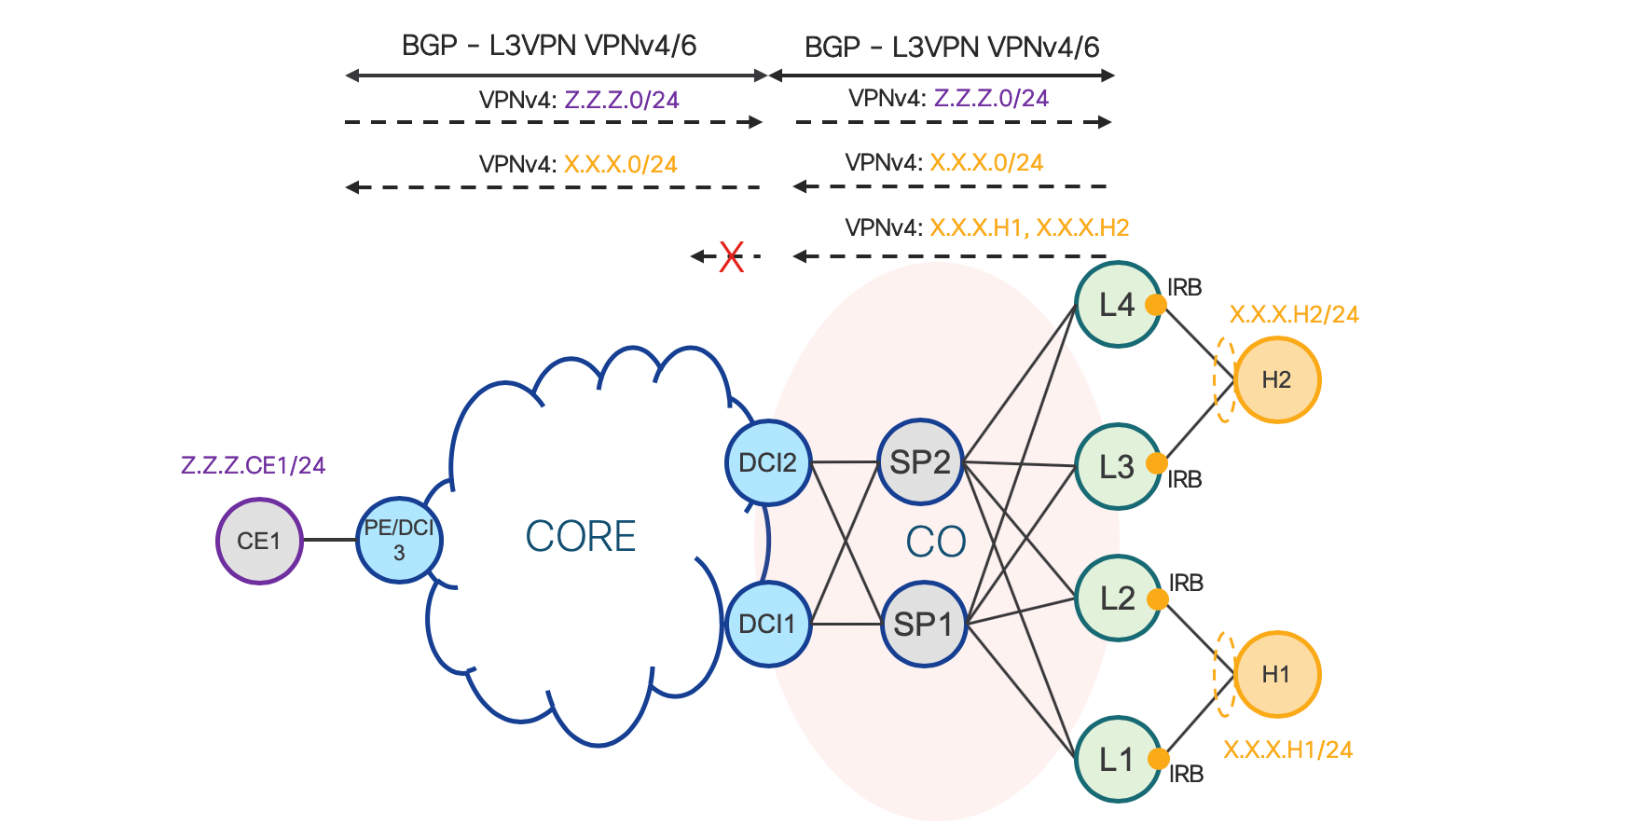 BGP - L3VPN VPNv4/6
BGP - L3VPN VPNv4/6
VPNv4: Z.Z.Z.0/24
VPNv4: Z.Z.Z.0/24
VPNv4: X.X.X.0/24
VPNv4: X.X.X.0/24
VPNv4: X.X.X.H1, X.X.X.H2
X
L4
IRB
X.X.X.H2/24
H2
DCI2
SP2
L3
IRB
Z.Z.Z.CE1/24
CE1
PE/DCI
3
CORE
CO
DCI1
SP1
L2
IRB
H1
L1
IRB
X.X.X.H1/24